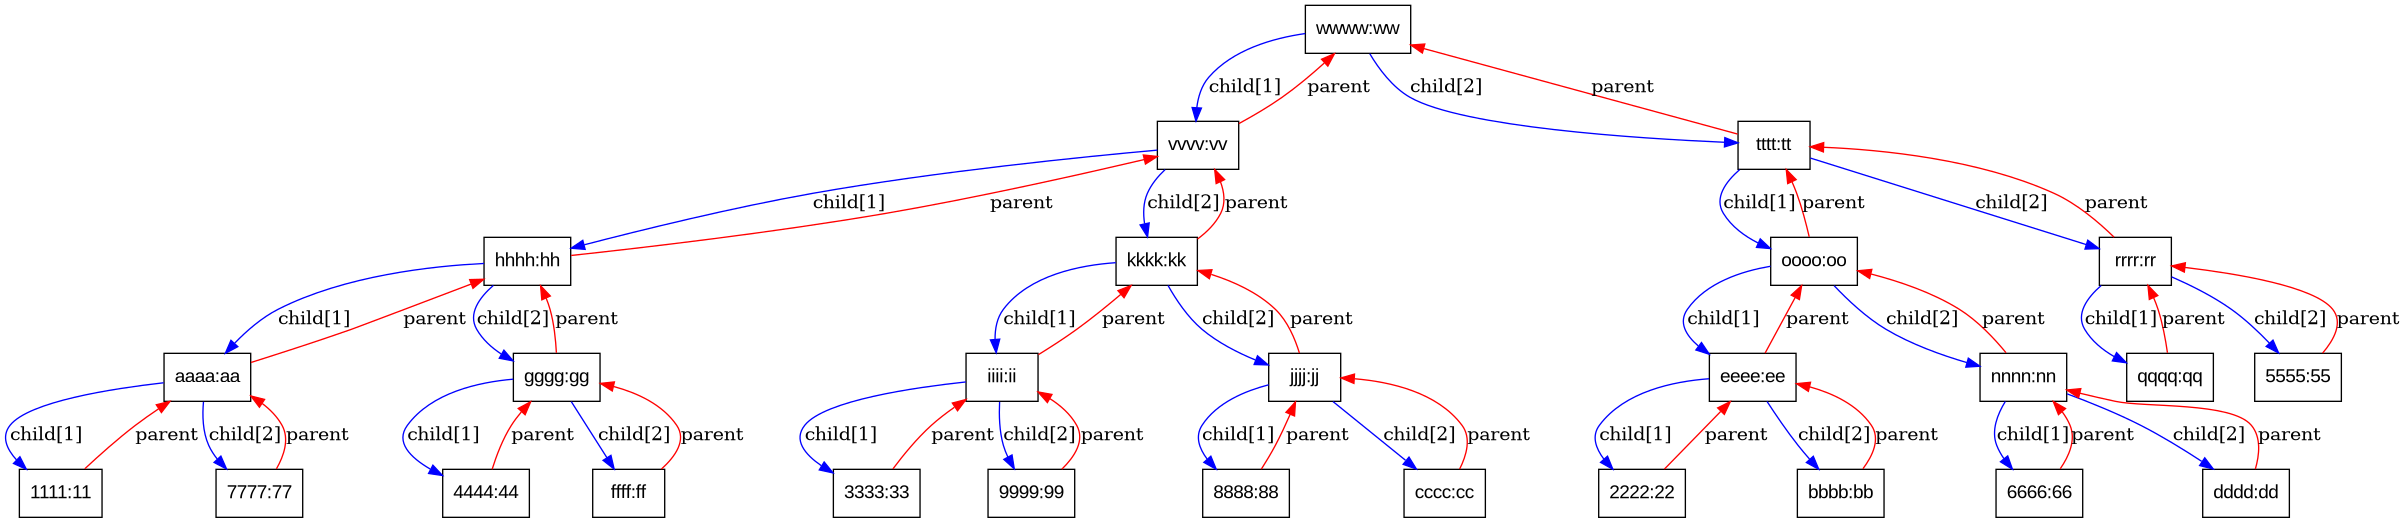 wwww:ww
child[1]
parent
child[2]
parent
vvvv:vv
tttt:tt
child[1]
parent
child[2]
parent
child[1]
parent
child[2]
parent
hhhh:hh
kkkk:kk
oooo:oo
rrrr:rr
child[1]
parent
child[2]
parent
child[1]
parent
child[2]
parent
child[1]
parent
child[2]
parent
child[1]
parent
child[2]
parent
aaaa:aa
gggg:gg
iiii:ii
jjjj:jj
eeee:ee
nnnn:nn
qqqq:qq
5555:55
child[1]
parent
child[2]
parent
child[1]
parent
child[2]
parent
child[1]
parent
child[2]
parent
child[1]
parent
child[2]
parent
child[1]
parent
child[2]
parent
child[1]
parent
child[2]
parent
1111:11
7777:77
4444:44
ffff:ff
3333:33
9999:99
8888:88
cccc:cc
2222:22
bbbb:bb
6666:66
dddd:dd